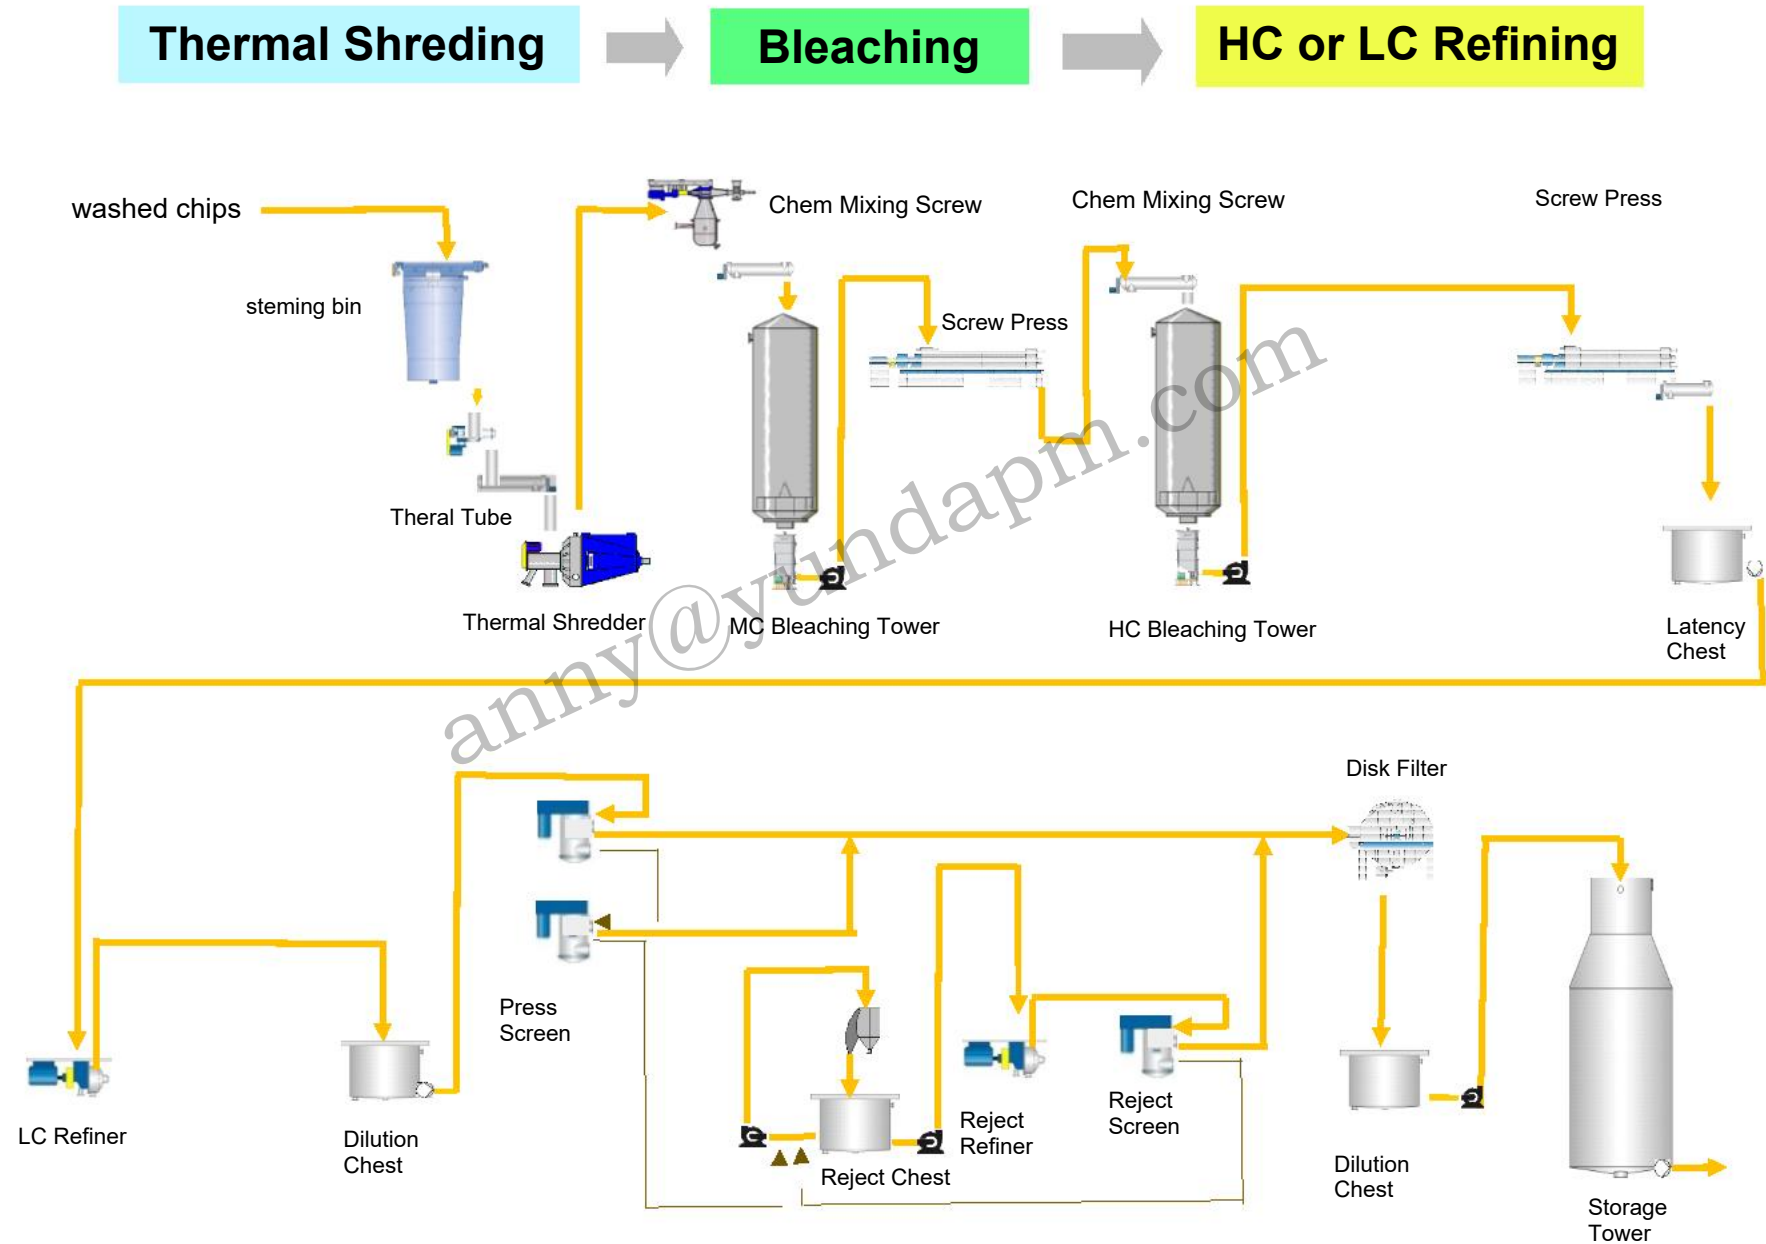 Thermal Shreding
Bleaching
HC or LC Refining
washed chips
Chem Mixing Screw
Chem Mixing Screw
Screw Press
steming bin
Screw Press
Theral Tube
Thermal Shredder
MC Bleaching Tower
HC Bleaching Tower
Latency
Chest
anny@yundapm.com
Disk Filter
Press
Screen
LC Refiner
Dilution
Chest
Reject Chest
Reject
Refiner
Reject
Screen
Dilution
Chest
Storage
Tower